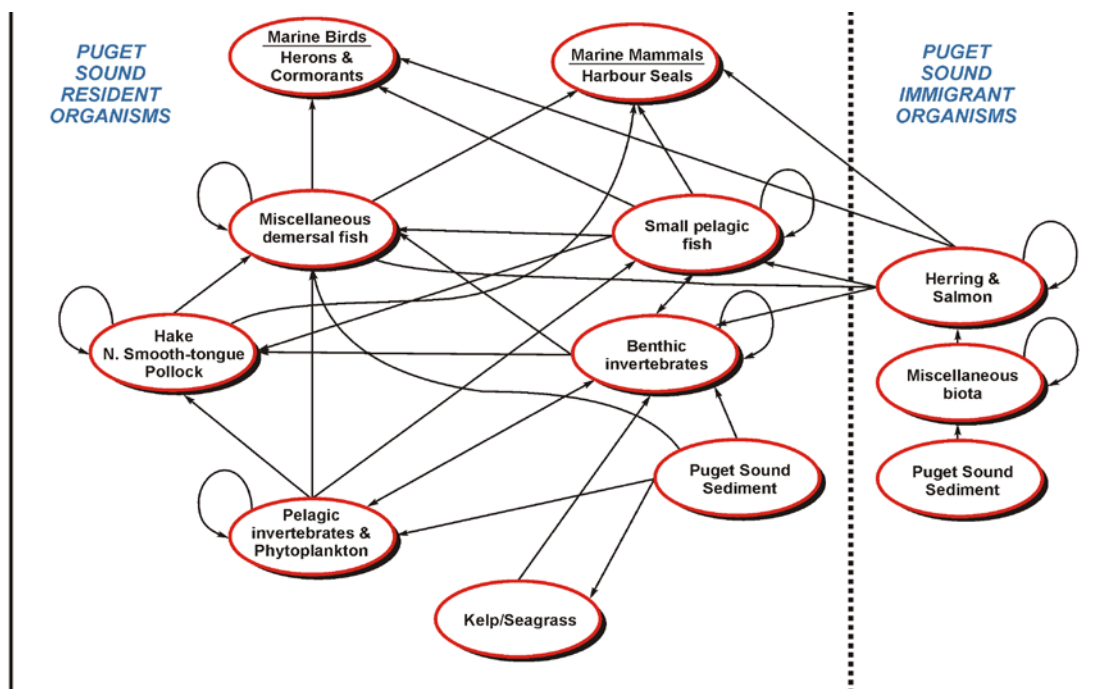 PUGET
SOUND
RESIDENT
ORGANISMS
Marine Birds
Herons &
Cormorants
Marine Mammals
Harbour Seals
PUGET
SOUND
IMMIGRANT
ORGANISMS
Miscellaneous
demersal fish
Small pelagic
fish
Herring &
Salmon
Hake
N. Smooth-tongue
Pollock
Benthic
invertebrates
Miscellaneous
biota
Puget Sound
Sediment
Puget Sound
Sediment
Pelagic
invertebrates &
Phytoplankton
Kelp/Seagrass